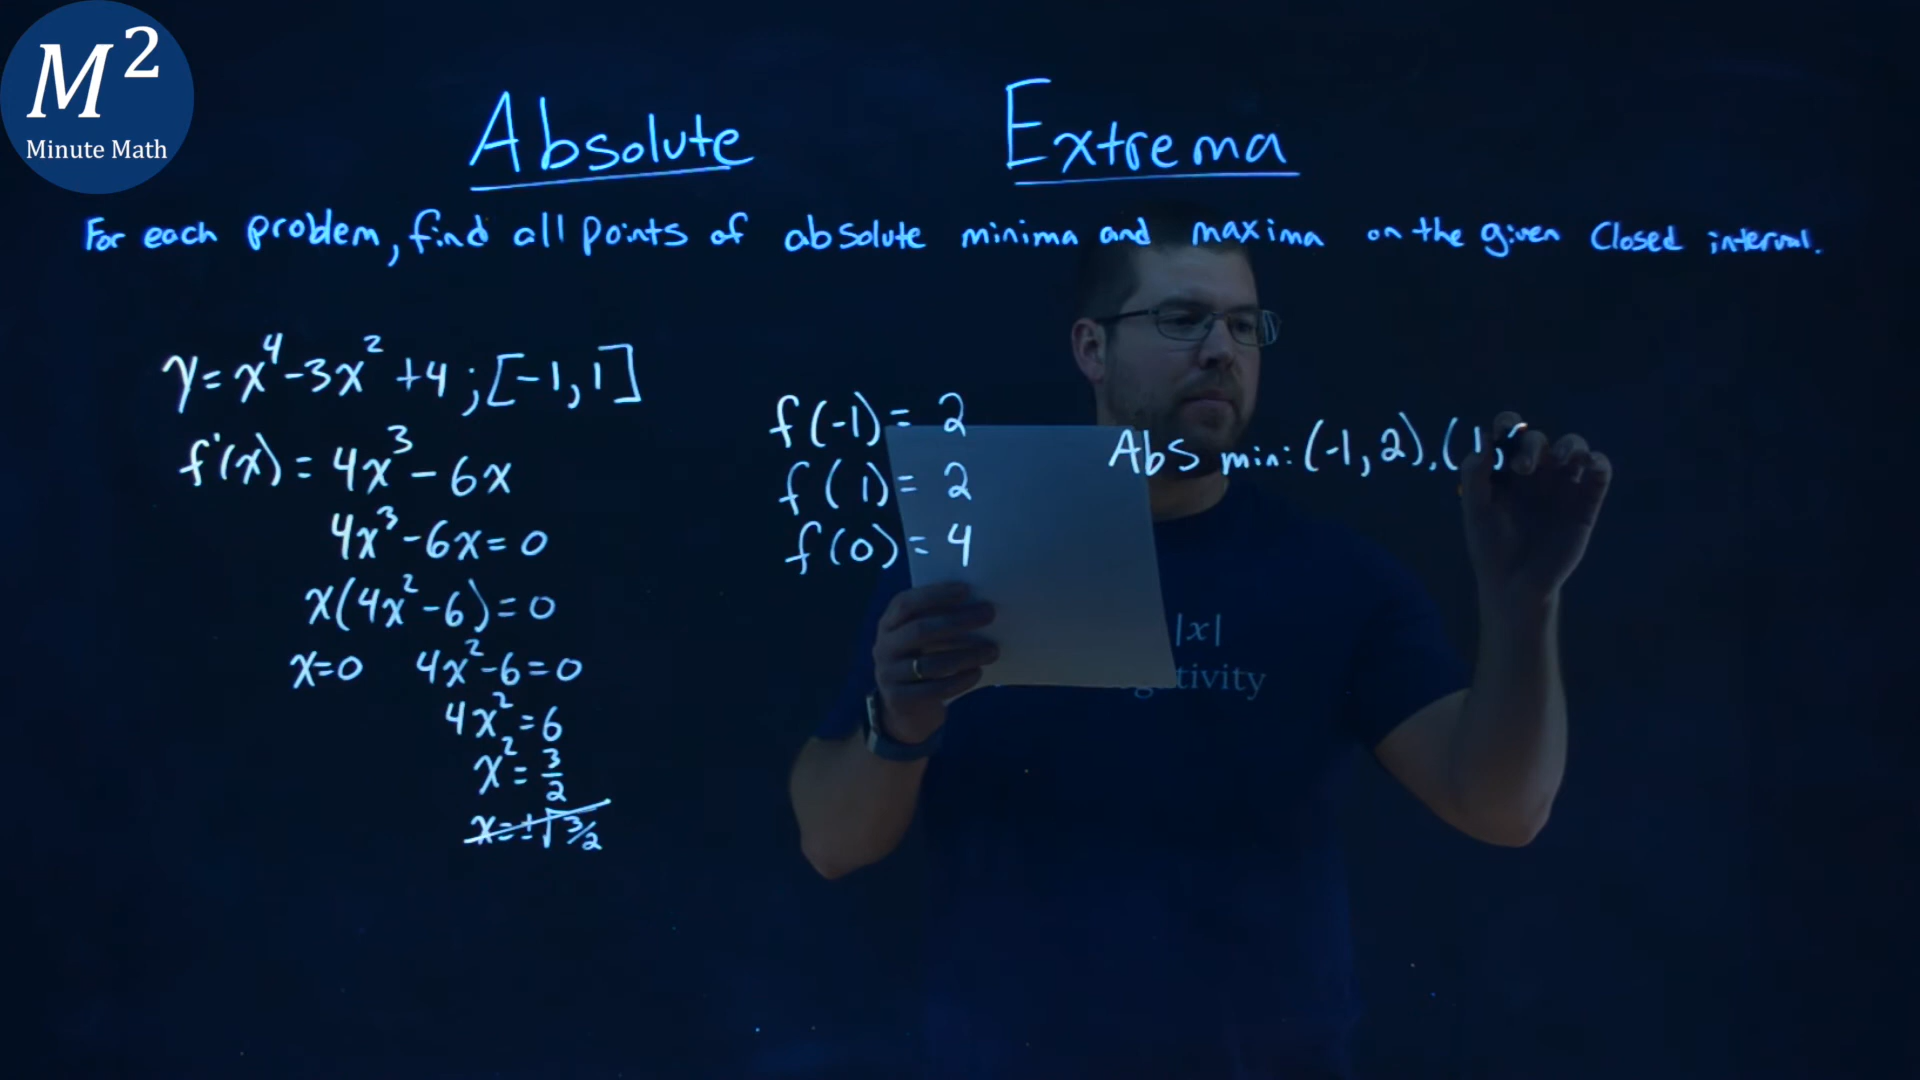 M²
Minute Math
Absolute Extrema
For each problem, find all points of absolute minima and maxima on the given closed interval.
y = x⁴ - 3x² + 4 ; [-1, 1]
f'(x) = 4x³ - 6x
4x³ - 6x = 0
x(4x² - 6) = 0
x = 0 4x² - 6 = 0
4x² = 6
x² = 3/2
x = ±√3/2
f(-1) = 2
f(1) = 2
f(0) = 4
Abs min: (-1, 2), (1,
|x|
tivity